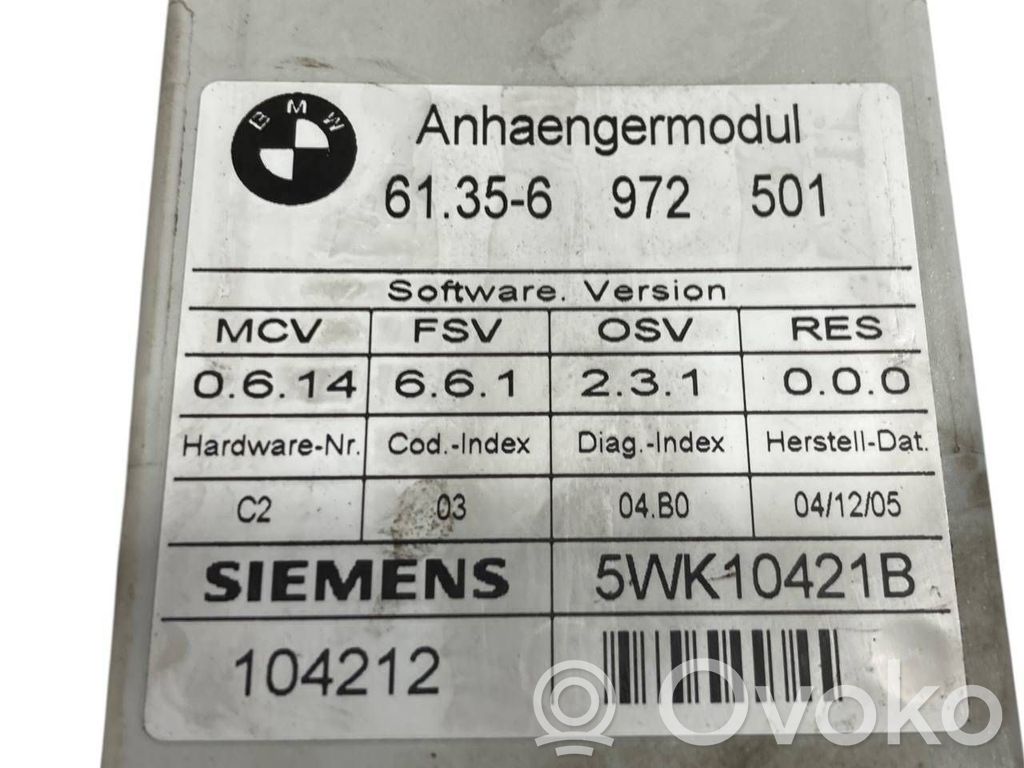 BMW
Anhaengermodul
61.35-6 972 501
Software. Version
MCV FSV OSV RES
0.6.14 6.6.1 2.3.1 0.0.0
Hardware-Nr. Cod.-Index Diag.-Index Herstell-Dat.
C2 03 04.B0 04/12/05
SIEMENS 5WK10421B
104212
Ovoko